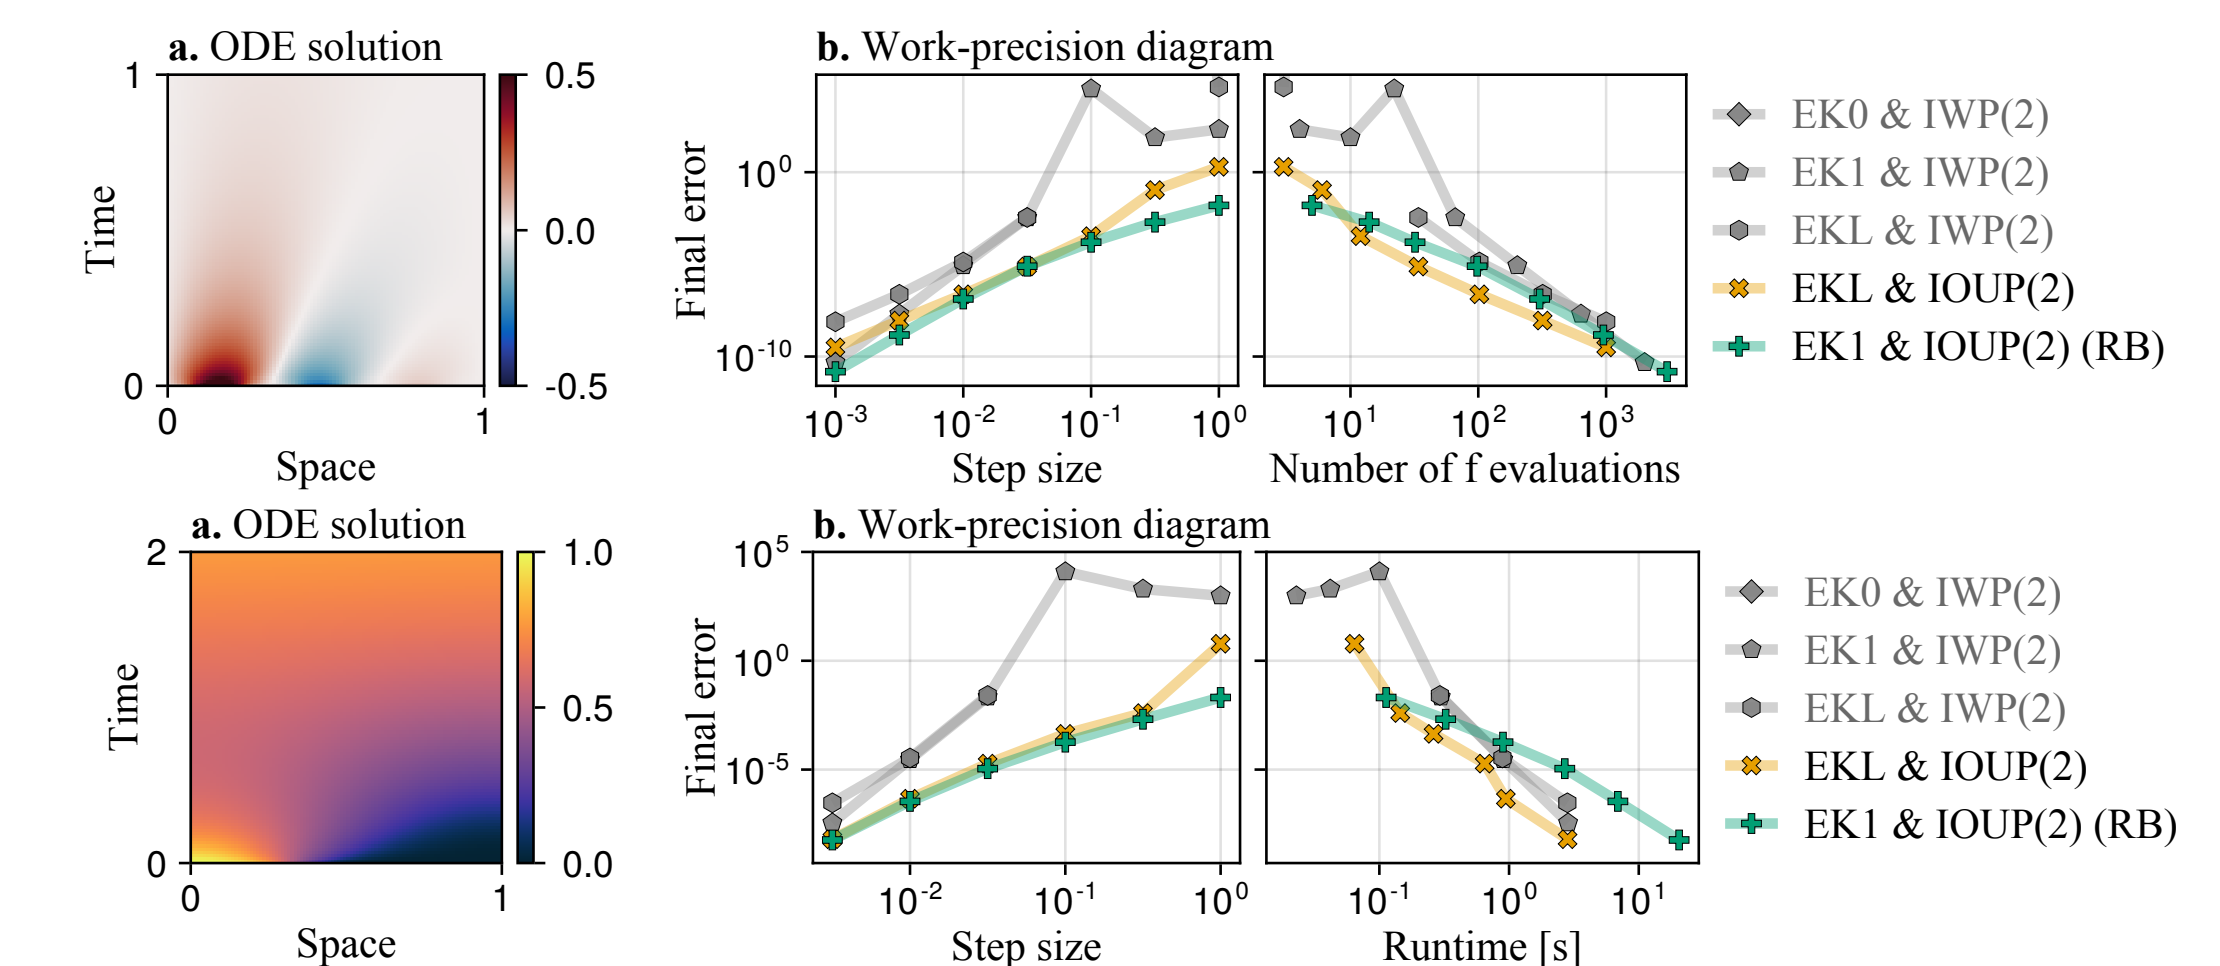 a. ODE solution
1
0
Time
0
1
Space
0.5
0.0
-0.5
b. Work-precision diagram
Final error
10^0
10^-10
10^-3
10^-2
10^-1
10^0
Step size
10^1
10^2
10^3
Number of f evaluations
EK0 & IWP(2)
EK1 & IWP(2)
EKL & IWP(2)
EKL & IOUP(2)
EK1 & IOUP(2) (RB)
a. ODE solution
2
0
Time
0
1
Space
1.0
0.5
0.0
b. Work-precision diagram
Final error
10^5
10^0
10^-5
10^-2
10^-1
10^0
Step size
10^-1
10^0
10^1
Runtime [s]
EK0 & IWP(2)
EK1 & IWP(2)
EKL & IWP(2)
EKL & IOUP(2)
EK1 & IOUP(2) (RB)